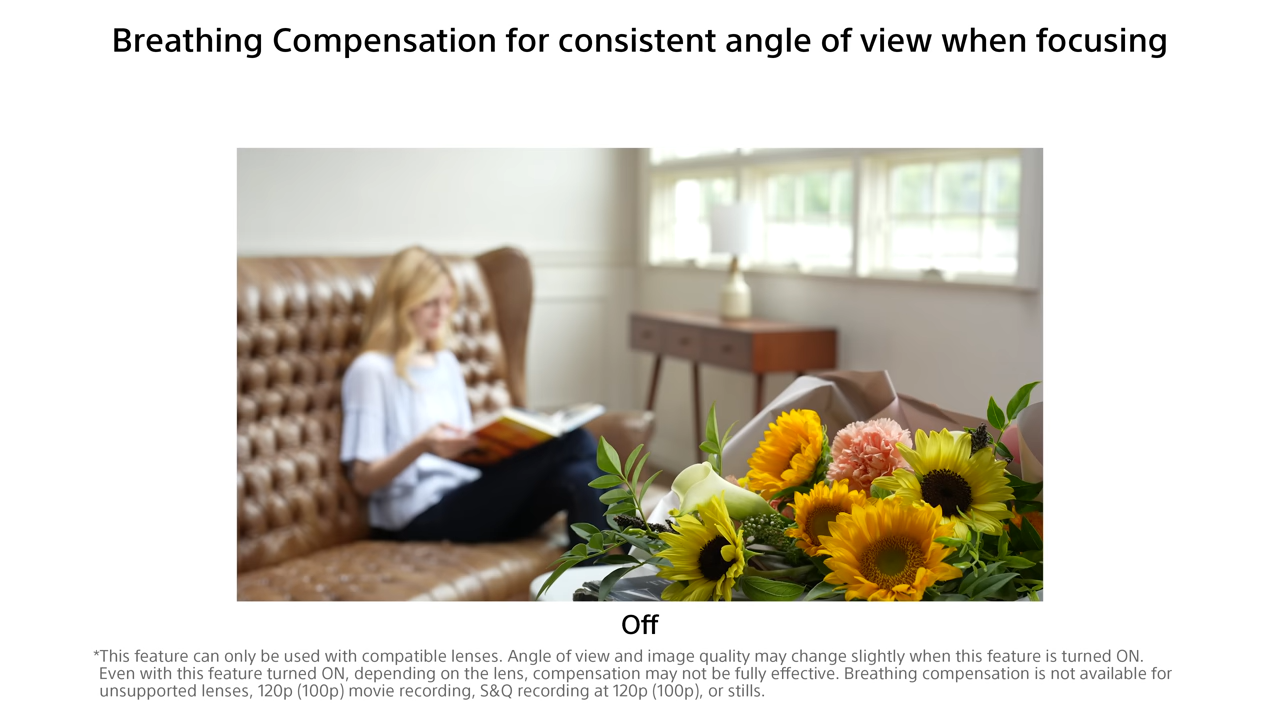 Breathing Compensation for consistent angle of view when focusing
Off
*This feature can only be used with compatible lenses. Angle of view and image quality may change slightly when this feature is turned ON.
Even with this feature turned ON, depending on the lens, compensation may not be fully effective. Breathing compensation is not available for
unsupported lenses, 120p (100p) movie recording, S&Q recording at 120p (100p), or stills.